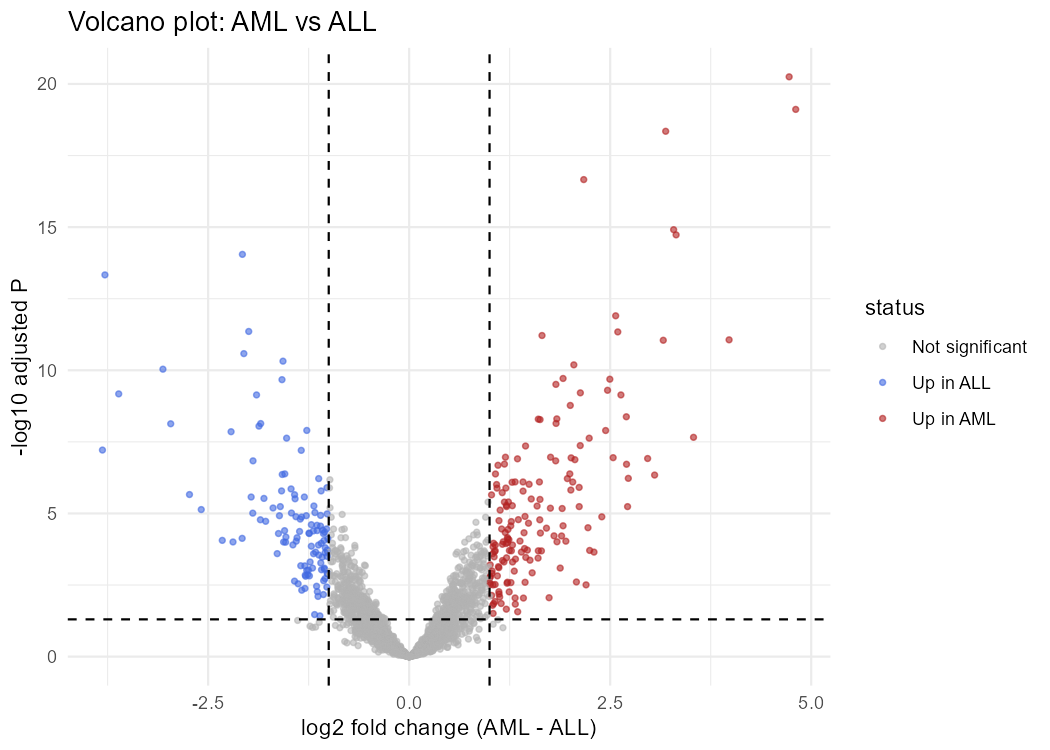 Volcano plot: AML vs ALL
20
15
10
5
0
-log10 adjusted P
-2.5
0.0
2.5
5.0
log2 fold change (AML - ALL)
status
Not significant
Up in ALL
Up in AML